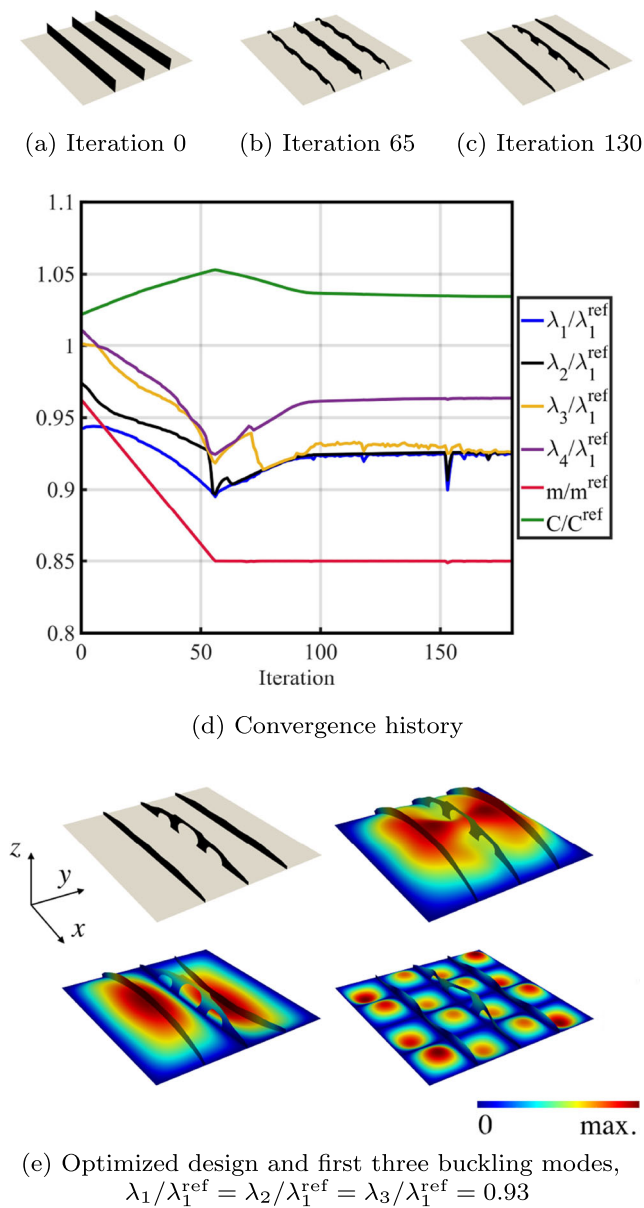 (a) Iteration 0
(b) Iteration 65
(c) Iteration 130
1.1
1.05
1
0.95
0.9
0.85
0.8
0
50
100
150
Iteration
λ₁/λ₁ʳᵉᶠ
λ₂/λ₁ʳᵉᶠ
λ₃/λ₁ʳᵉᶠ
λ₄/λ₁ʳᵉᶠ
m/mʳᵉᶠ
C/Cʳᵉᶠ
(d) Convergence history
z
y
x
0
max.
(e) Optimized design and first three buckling modes,
λ₁/λ₁ʳᵉᶠ = λ₂/λ₁ʳᵉᶠ = λ₃/λ₁ʳᵉᶠ = 0.93